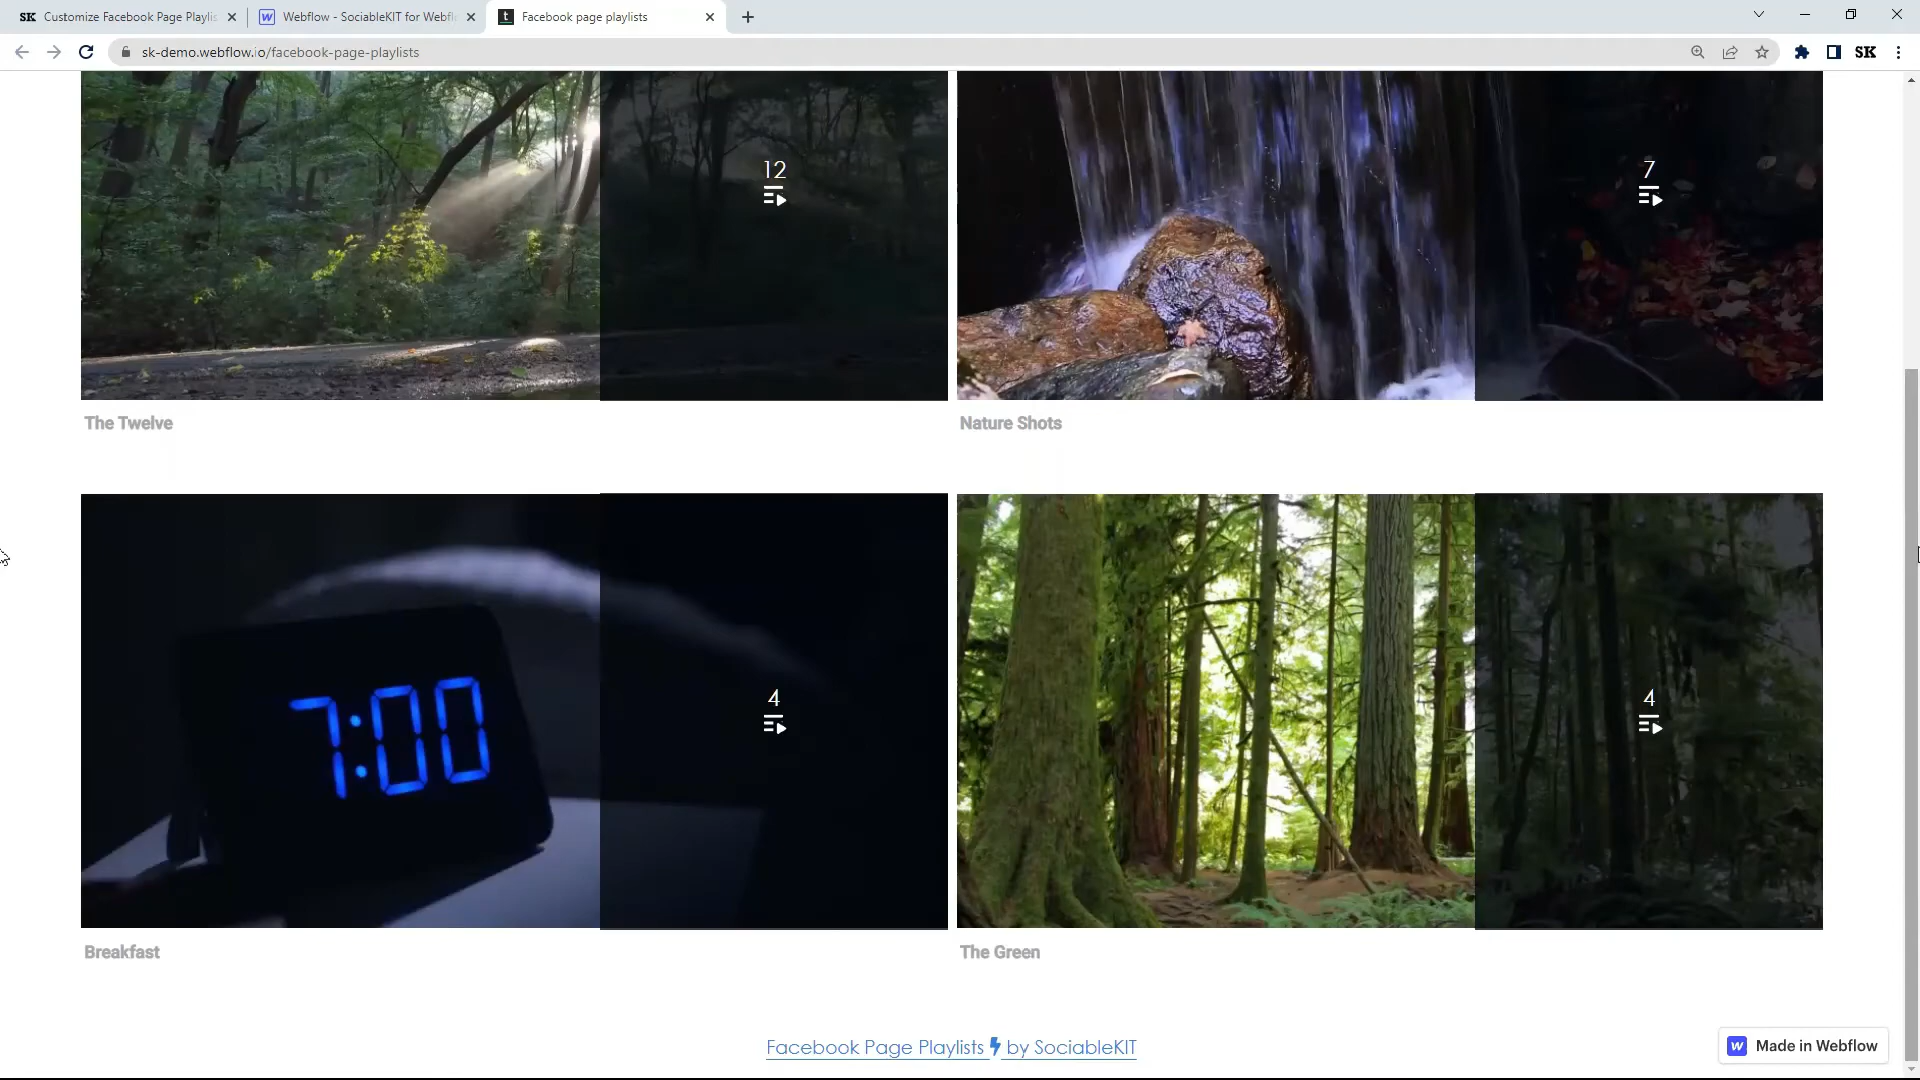 SK Customize Facebook Page Playlis
Webflow - SociableKIT for Webfl
t Facebook page playlists
sk-demo.webflow.io/facebook-page-playlists
SK
12
7
The Twelve
Nature Shots
7:00
4
4
Breakfast
The Green
Facebook Page Playlists by SociableKIT
Made in Webflow